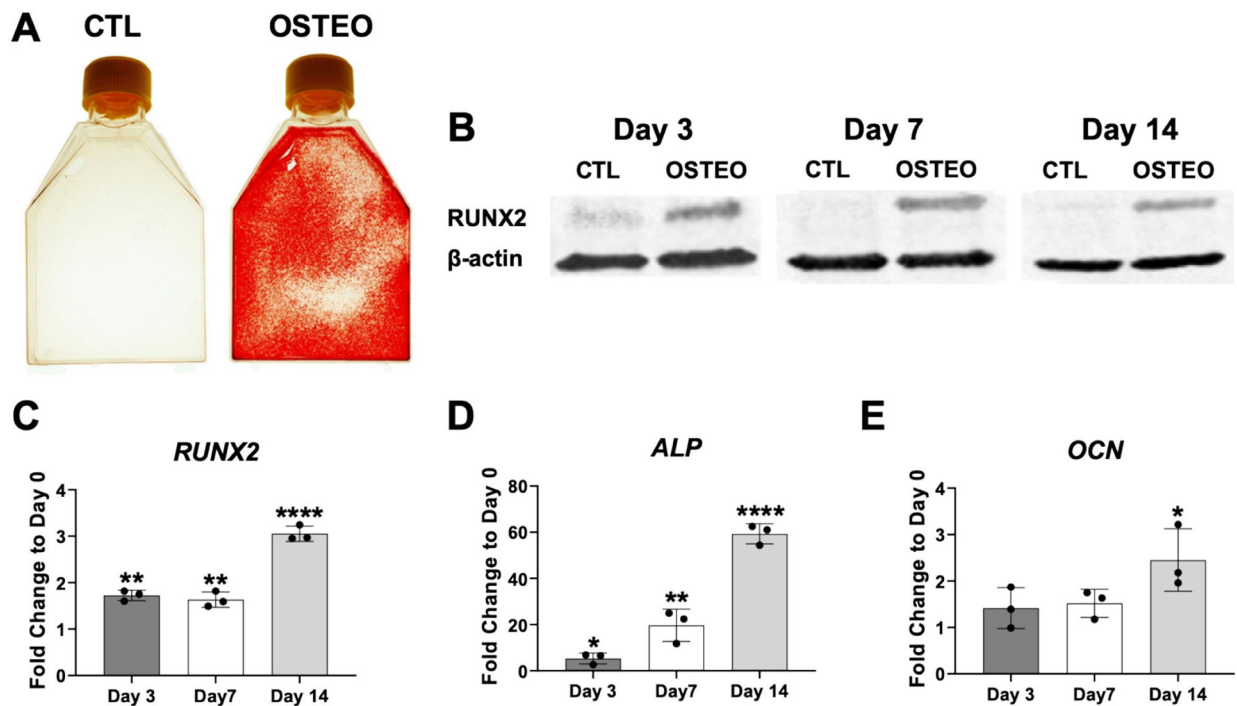 A
CTL OSTEO
B
Day 3 Day 7 Day 14
CTL OSTEO CTL OSTEO CTL OSTEO
RUNX2
β-actin
C
RUNX2
Fold Change to Day 0
4
3
2
1
0
** ** ****
Day 3 Day7 Day 14
D
ALP
Fold Change to Day 0
80
60
40
20
0
* ** ****
Day 3 Day7 Day 14
E
OCN
Fold Change to Day 0
4
3
2
1
0
*
Day 3 Day7 Day 14